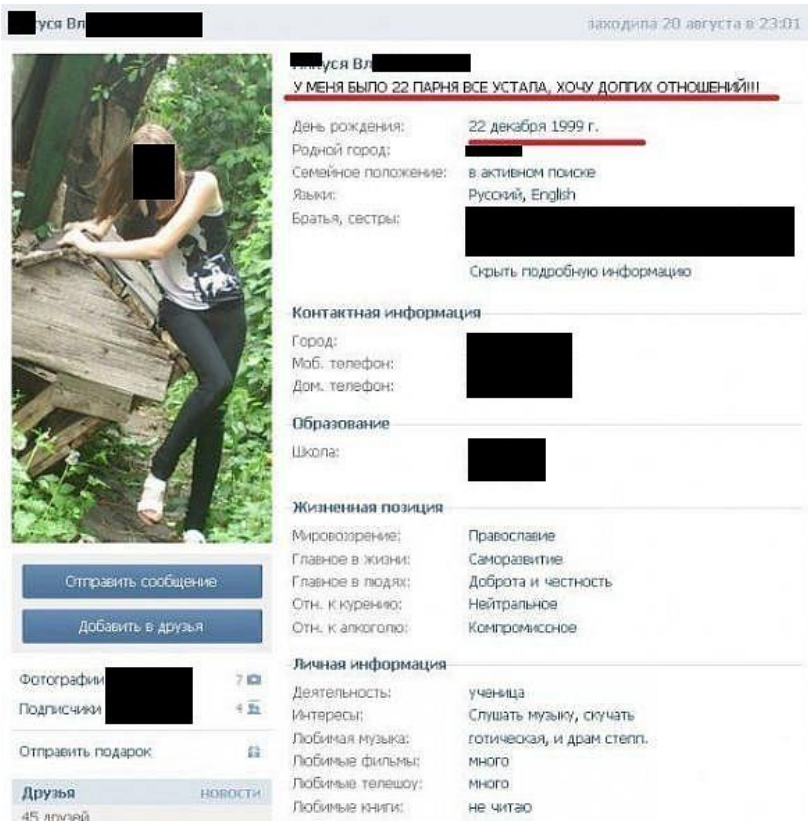 уся Вл
заходила 20 августа в 23:01
уся Вл
У МЕНЯ БЫЛО 22 ПАРНЯ ВСЕ УСТАЛА, ХОЧУ ДОЛГИХ ОТНОШЕНИЙ!!!
День рождения: 22 декабря 1999 г.
Родной город:
Семейное положение: в активном поиске
Языки: Русский, English
Братья, сестры:
Скрыть подробную информацию
Контактная информация
Город:
Моб. телефон:
Дом. телефон:
Образование
Школа:
Жизненная позиция
Мировоззрение: Православие
Главное в жизни: Саморазвитие
Главное в людях: Доброта и честность
Отн. к курению: Нейтральное
Отн. к алкоголю: Компромиссное
Личная информация
Деятельность: ученица
Интересы: Слушать музыку, скучать
Любимая музыка: готическая, и драм степп.
Любимые фильмы: много
Любимые телешоу: много
Любимые книги: не читаю
Отправить сообщение
Добавить в друзья
Фотографии 7
Подписчики 4
Отправить подарок
Друзья новости
45 друзей